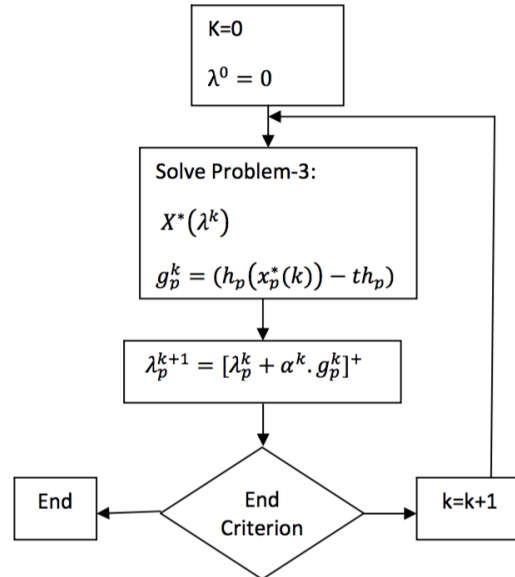 K=0
λ⁰ = 0
Solve Problem-3:
X*(λᵏ)
gₚᵏ = (hₚ(xₚ*(k)) − thₚ)
λₚᵏ⁺¹ = [λₚᵏ + αᵏ. gₚᵏ]⁺
End
End
Criterion
k=k+1